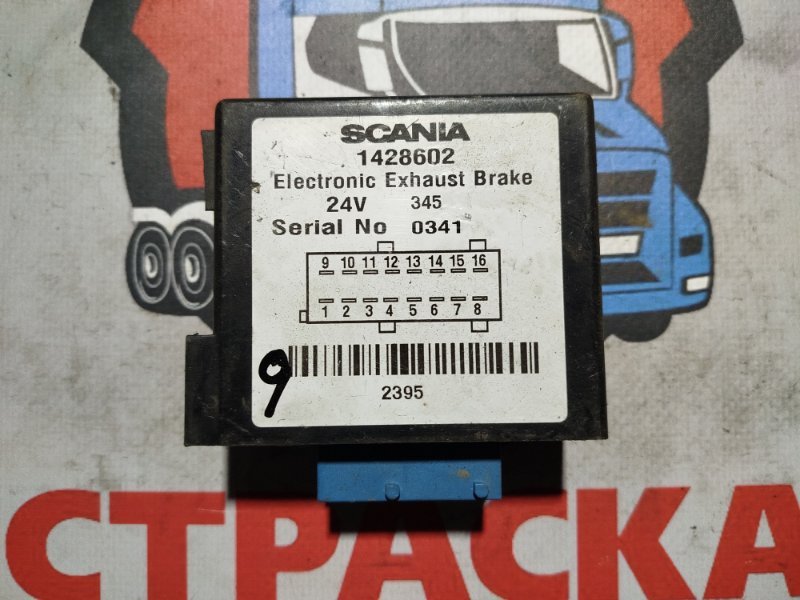 SCANIA
1428602
Electronic Exhaust Brake
24V 345
Serial No 0341
9 10 11 12 13 14 15 16
1 2 3 4 5 6 7 8
9
2395
СТРАСКА